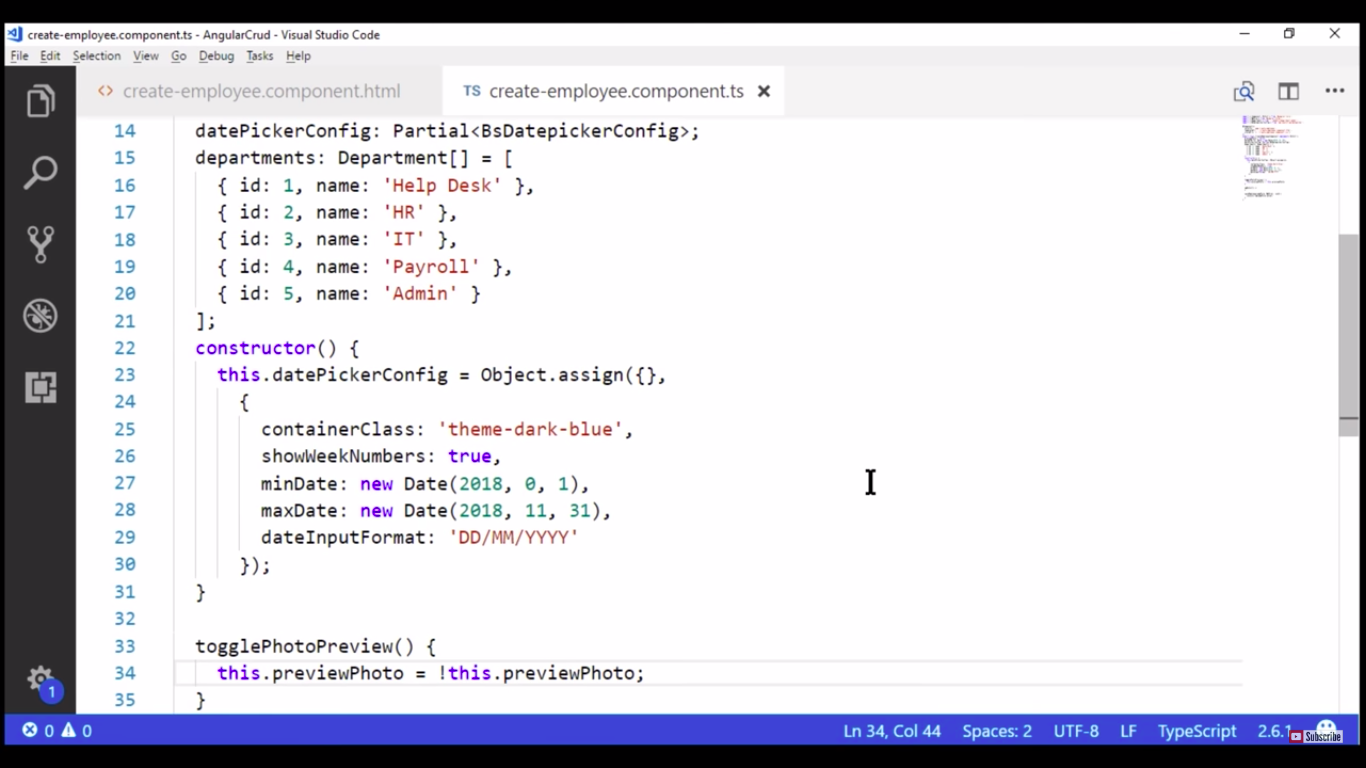 create-employee.component.ts - AngularCrud - Visual Studio Code
File Edit Selection View Go Debug Tasks Help
<> create-employee.component.html TS create-employee.component.ts
14 datePickerConfig: Partial<BsDatepickerConfig>;
15 departments: Department[] = [
16 { id: 1, name: 'Help Desk' },
17 { id: 2, name: 'HR' },
18 { id: 3, name: 'IT' },
19 { id: 4, name: 'Payroll' },
20 { id: 5, name: 'Admin' }
21 ];
22 constructor() {
23 this.datePickerConfig = Object.assign({},
24 {
25 containerClass: 'theme-dark-blue',
26 showWeekNumbers: true,
27 minDate: new Date(2018, 0, 1),
28 maxDate: new Date(2018, 11, 31),
29 dateInputFormat: 'DD/MM/YYYY'
30 });
31 }
32
33 togglePhotoPreview() {
34 this.previewPhoto = !this.previewPhoto;
35 }
1
0 0 Ln 34, Col 44 Spaces: 2 UTF-8 LF TypeScript 2.6.1
Subscribe